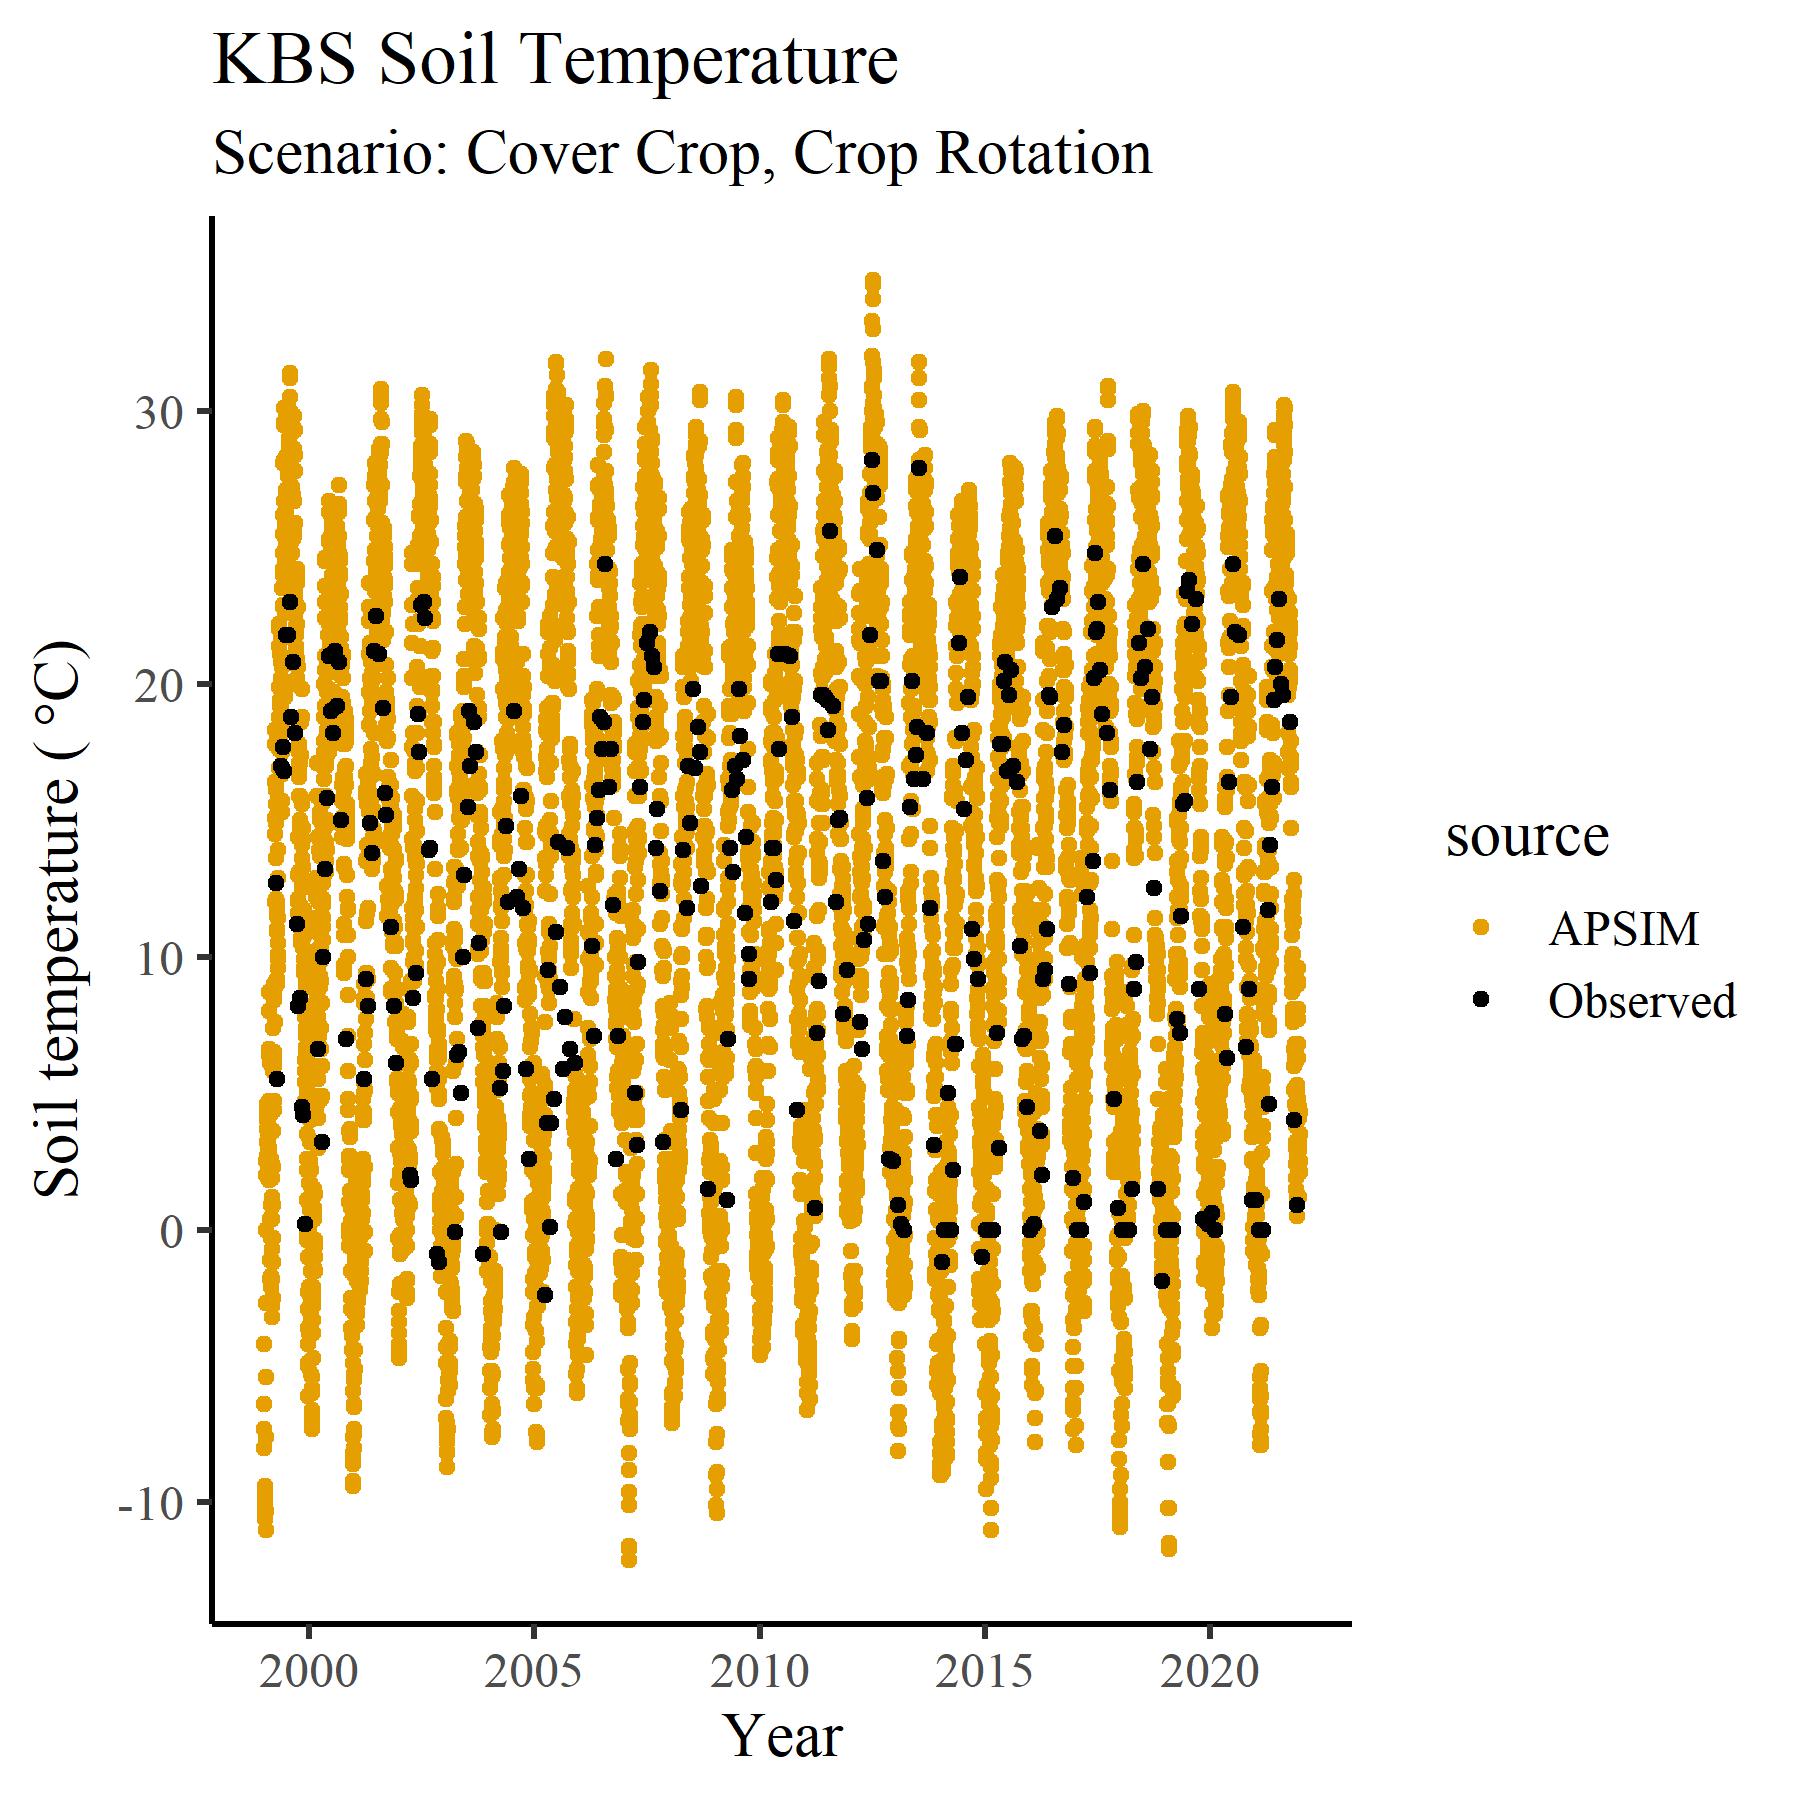 KBS Soil Temperature
Scenario: Cover Crop, Crop Rotation
Soil temperature ( °C)
30
20
10
0
-10
2000 2005 2010 2015 2020
Year
source
APSIM
Observed